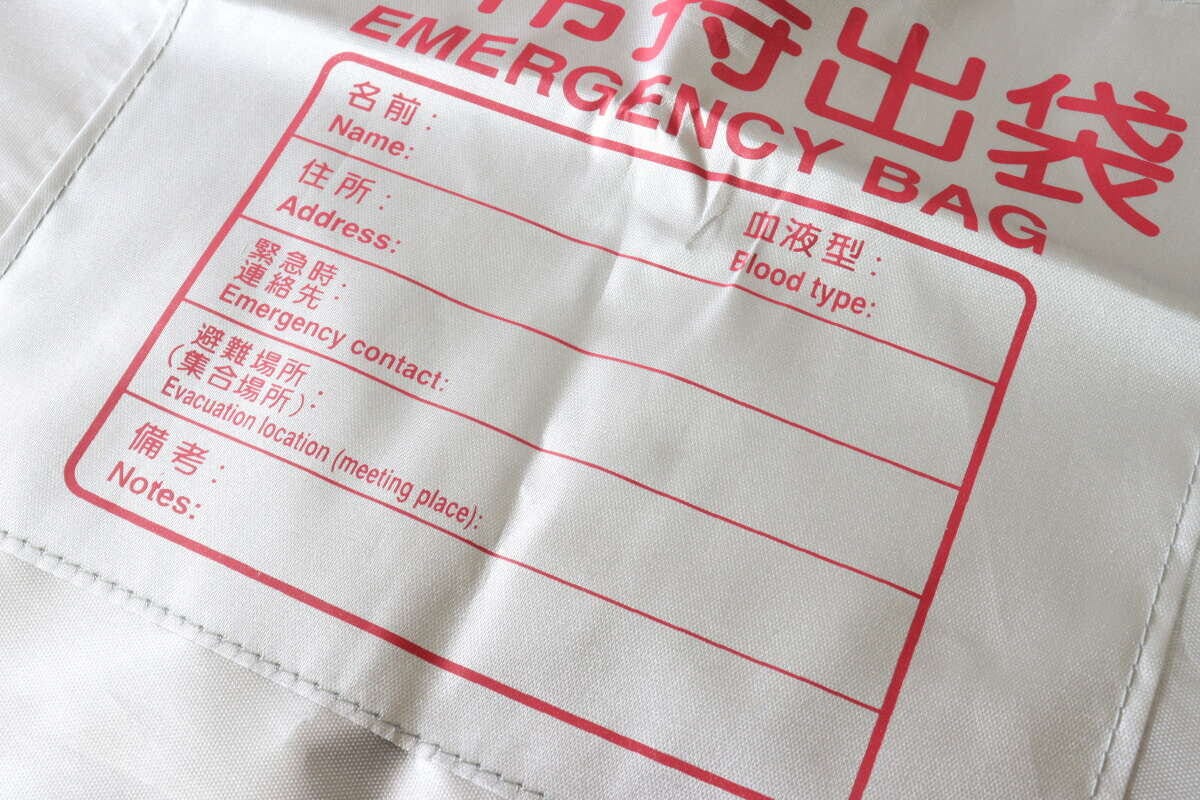 持出袋
EMERGENCY BAG
名前：
Name:
血液型：
Blood type:
住所：
Address:
緊急時・
連絡先・
Emergency contact:
避難場所：
（集合場所）：
Evacuation location (meeting place):
備考：
Notes: